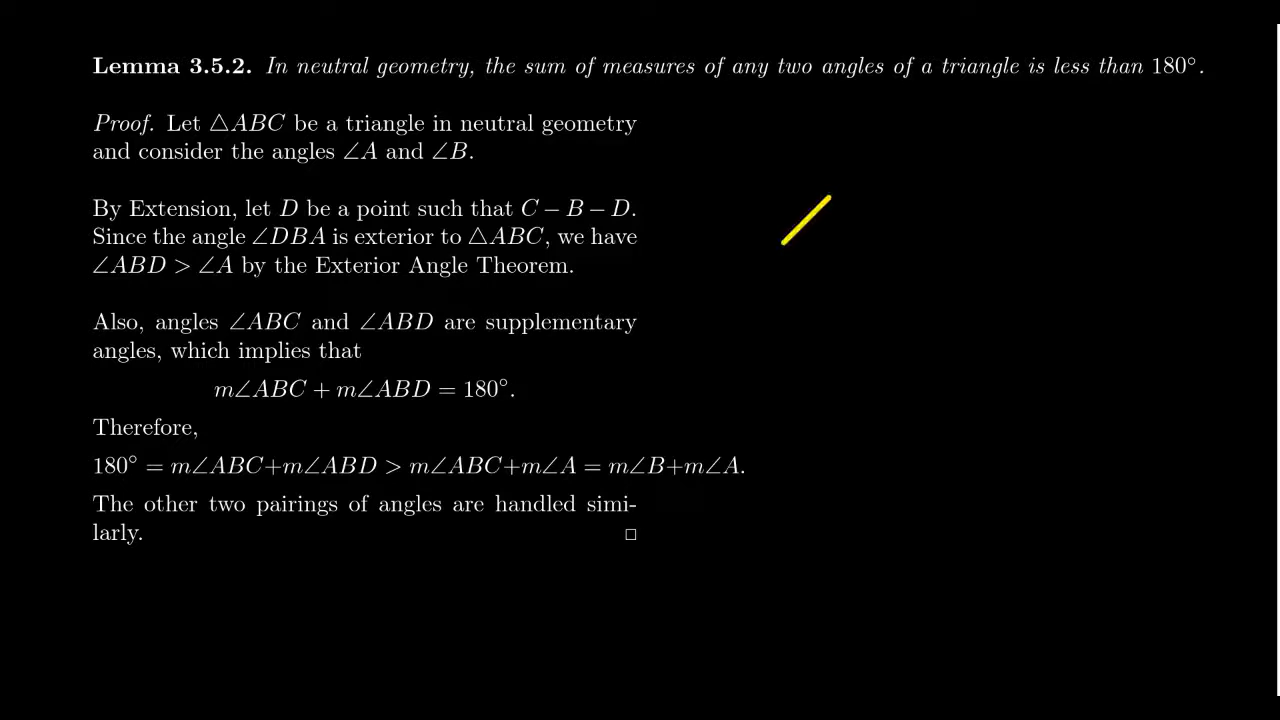 Lemma 3.5.2. In neutral geometry, the sum of measures of any two angles of a triangle is less than 180°.
Proof. Let △ABC be a triangle in neutral geometry
and consider the angles ∠A and ∠B.
By Extension, let D be a point such that C − B − D.
Since the angle ∠DBA is exterior to △ABC, we have
∠ABD > ∠A by the Exterior Angle Theorem.
Also, angles ∠ABC and ∠ABD are supplementary
angles, which implies that
m∠ABC + m∠ABD = 180°.
Therefore,
180° = m∠ABC+m∠ABD > m∠ABC+m∠A = m∠B+m∠A.
The other two pairings of angles are handled simi-
larly. □